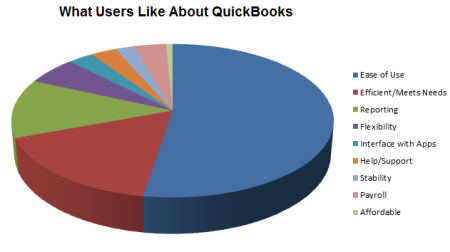 What Users Like About QuickBooks
Ease of Use
Efficient/Meets Needs
Reporting
Flexibility
Interface with Apps
Help/Support
Stability
Payroll
Affordable